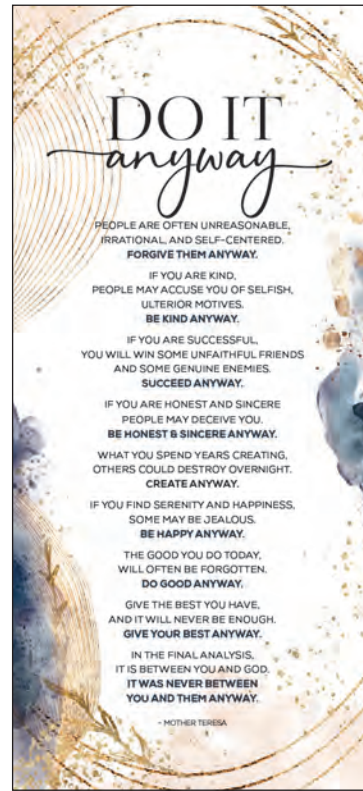 DO IT
anyway
PEOPLE ARE OFTEN UNREASONABLE,
IRRATIONAL, AND SELF-CENTERED.
FORGIVE THEM ANYWAY.
IF YOU ARE KIND,
PEOPLE MAY ACCUSE YOU OF SELFISH,
ULTERIOR MOTIVES.
BE KIND ANYWAY.
IF YOU ARE SUCCESSFUL,
YOU WILL WIN SOME UNFAITHFUL FRIENDS
AND SOME GENUINE ENEMIES.
SUCCEED ANYWAY.
IF YOU ARE HONEST AND SINCERE
PEOPLE MAY DECEIVE YOU.
BE HONEST & SINCERE ANYWAY.
WHAT YOU SPEND YEARS CREATING,
OTHERS COULD DESTROY OVERNIGHT.
CREATE ANYWAY.
IF YOU FIND SERENITY AND HAPPINESS,
SOME MAY BE JEALOUS.
BE HAPPY ANYWAY.
THE GOOD YOU DO TODAY,
WILL OFTEN BE FORGOTTEN.
DO GOOD ANYWAY.
GIVE THE BEST YOU HAVE,
AND IT WILL NEVER BE ENOUGH.
GIVE YOUR BEST ANYWAY.
IN THE FINAL ANALYSIS,
IT IS BETWEEN YOU AND GOD.
IT WAS NEVER BETWEEN
YOU AND THEM ANYWAY.
- MOTHER TERESA